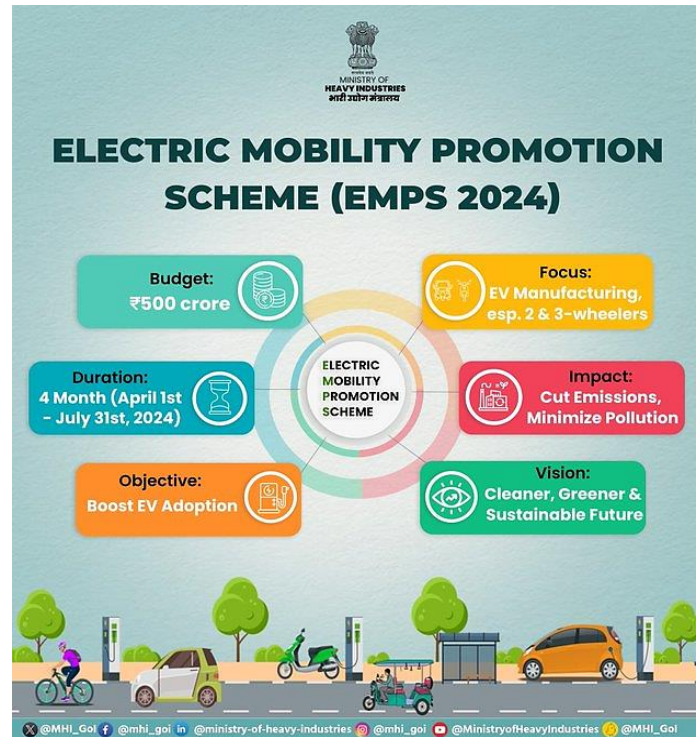 MINISTRY OF
HEAVY INDUSTRIES
भारी उद्योग मंत्रालय
ELECTRIC MOBILITY PROMOTION
SCHEME (EMPS 2024)
Budget:
₹500 crore
Focus:
EV Manufacturing,
esp. 2 & 3-wheelers
Duration:
4 Month (April 1st
- July 31st, 2024)
ELECTRIC
MOBILITY
PROMOTION
SCHEME
Impact:
Cut Emissions,
Minimize Pollution
Objective:
Boost EV Adoption
Vision:
Cleaner, Greener &
Sustainable Future
@MHI_GoI @mhi_goi @ministry-of-heavy-industries @mhi_goi @MinistryofHeavyIndustries @MHI_GoI